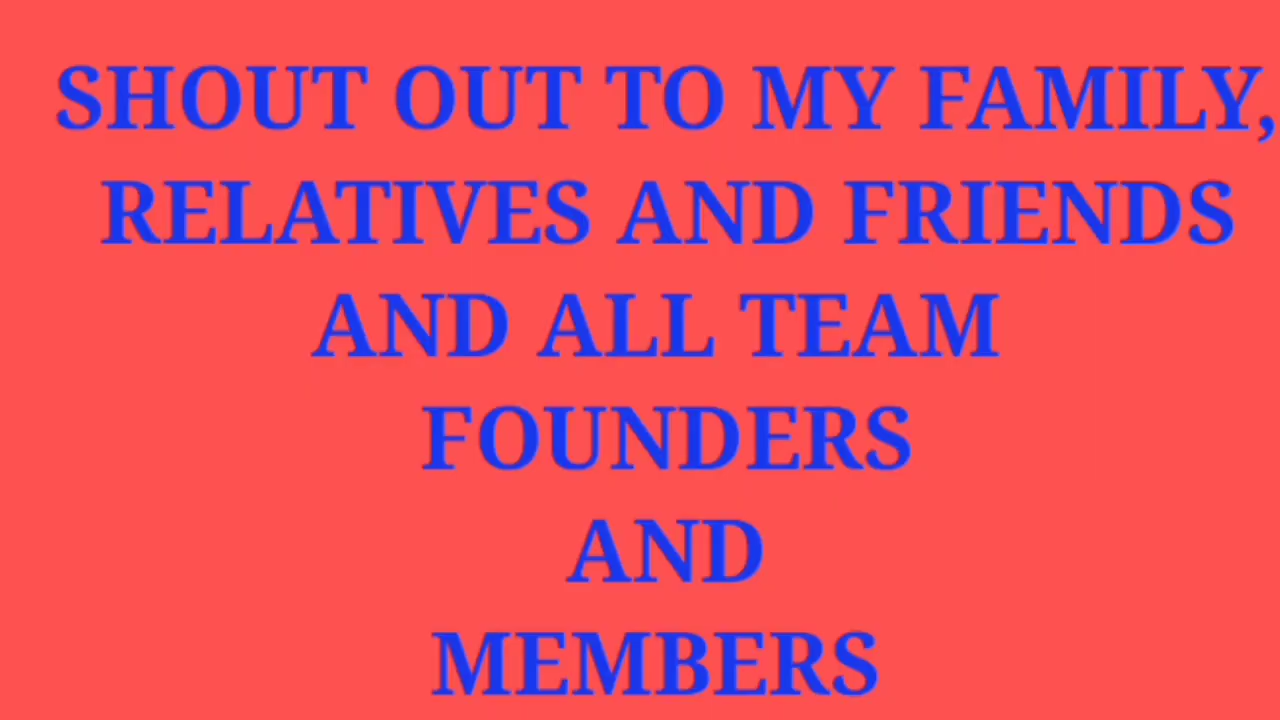 SHOUT OUT TO MY FAMILY,
RELATIVES AND FRIENDS
AND ALL TEAM
FOUNDERS
AND
MEMBERS